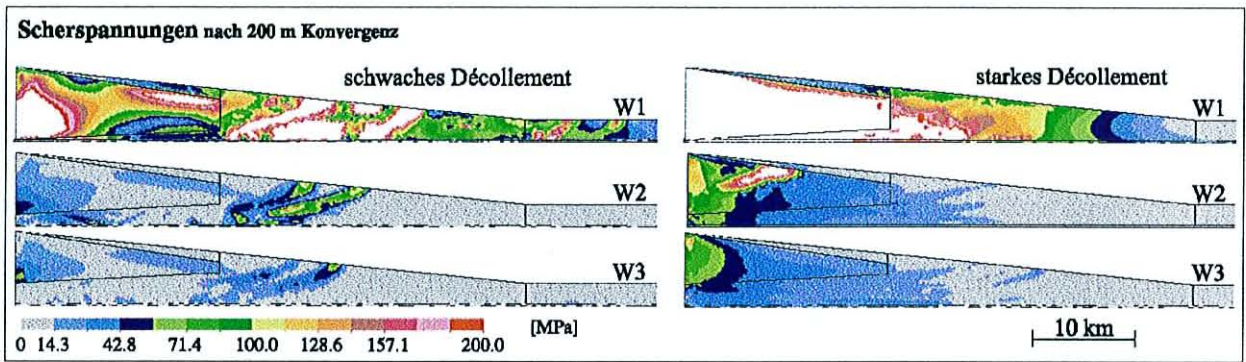 Scherspannungen nach 200 m Konvergenz
schwaches Décollement
starkes Décollement
W1
W1
W2
W2
W3
W3
[MPa]
0 14.3 42.8 71.4 100.0 128.6 157.1 200.0
10 km